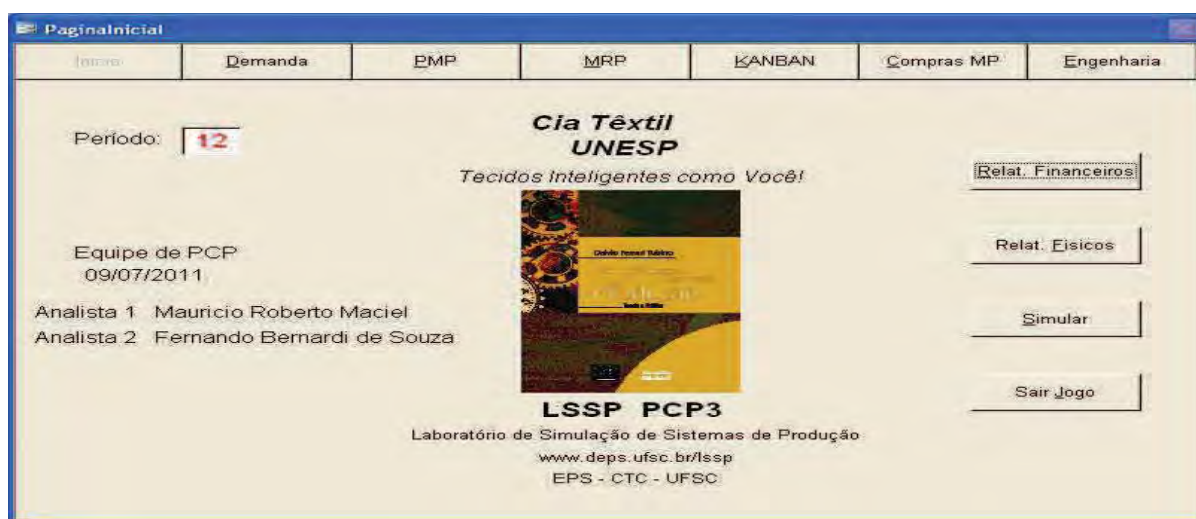 PaginaInicial
Início Demanda PMP MRP KANBAN Compras MP Engenharia
Período: 12
Cia Têxtil
UNESP
Tecidos Inteligentes como Você!
Relat. Financeiros
Equipe de PCP
09/07/2011
Relat. Fisicos
Analista 1 Mauricio Roberto Maciel
Analista 2 Fernando Bernardi de Souza
Simular
Sair Jogo
LSSP PCP3
Laboratório de Simulação de Sistemas de Produção
www.deps.ufsc.br/lssp
EPS - CTC - UFSC